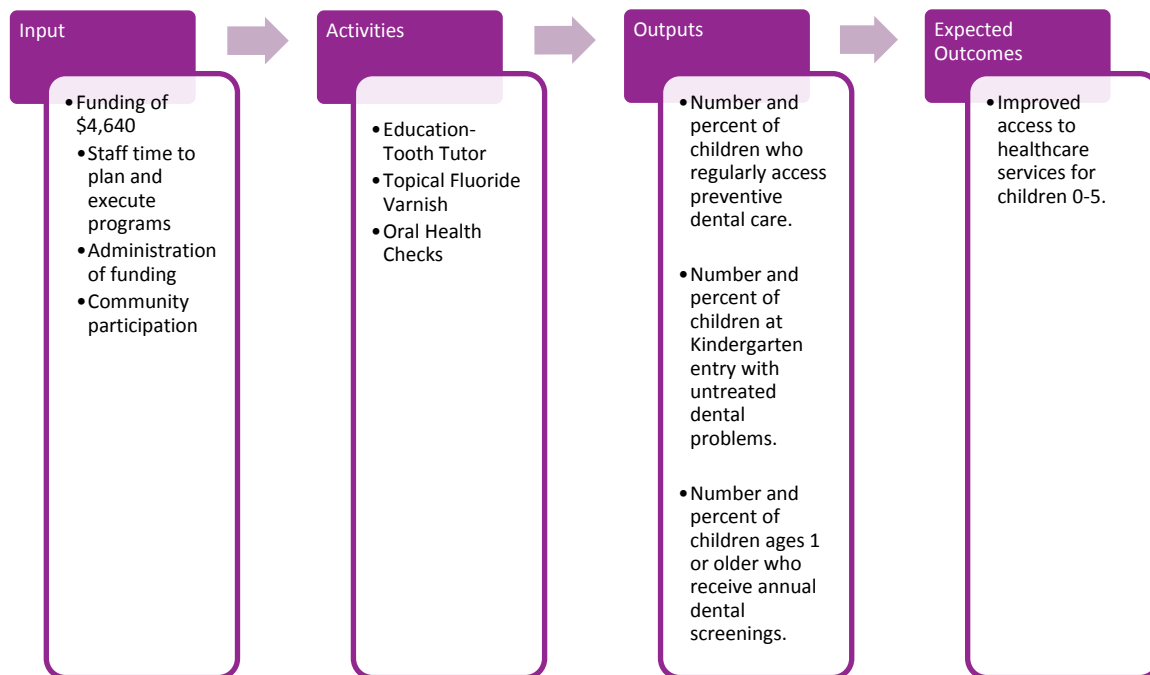 Input
•Funding of
$4,640
•Staff time to
plan and
execute
programs
•Administration
of funding
•Community
participation
Activities
•Education-
Tooth Tutor
•Topical Fluoride
Varnish
•Oral Health
Checks
Outputs
•Number and
percent of
children who
regularly access
preventive
dental care.
•Number and
percent of
children at
Kindergarten
entry with
untreated
dental
problems.
•Number and
percent of
children ages 1
or older who
receive annual
dental
screenings.
Expected
Outcomes
•Improved
access to
healthcare
services for
children 0-5.